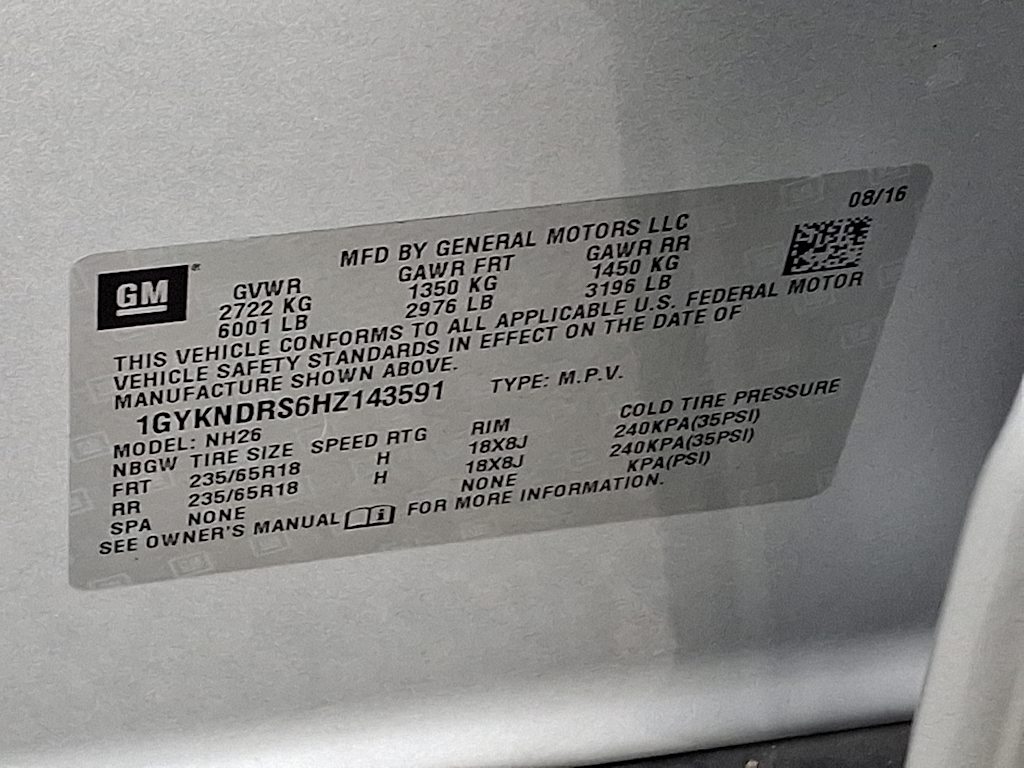 08/16
MFD BY GENERAL MOTORS LLC
GM® GVWR GAWR FRT GAWR RR
2722 KG 1350 KG 1450 KG
6001 LB 2976 LB 3196 LB
THIS VEHICLE CONFORMS TO ALL APPLICABLE U.S. FEDERAL MOTOR
VEHICLE SAFETY STANDARDS IN EFFECT ON THE DATE OF
MANUFACTURE SHOWN ABOVE.
1GYKNDRS6HZ143591 TYPE: M.P.V.
MODEL: NH26
NBGW TIRE SIZE SPEED RTG RIM COLD TIRE PRESSURE
FRT 235/65R18 H 18X8J 240KPA(35PSI)
RR 235/65R18 H 18X8J 240KPA(35PSI)
SPA NONE NONE KPA(PSI)
SEE OWNER'S MANUAL FOR MORE INFORMATION.